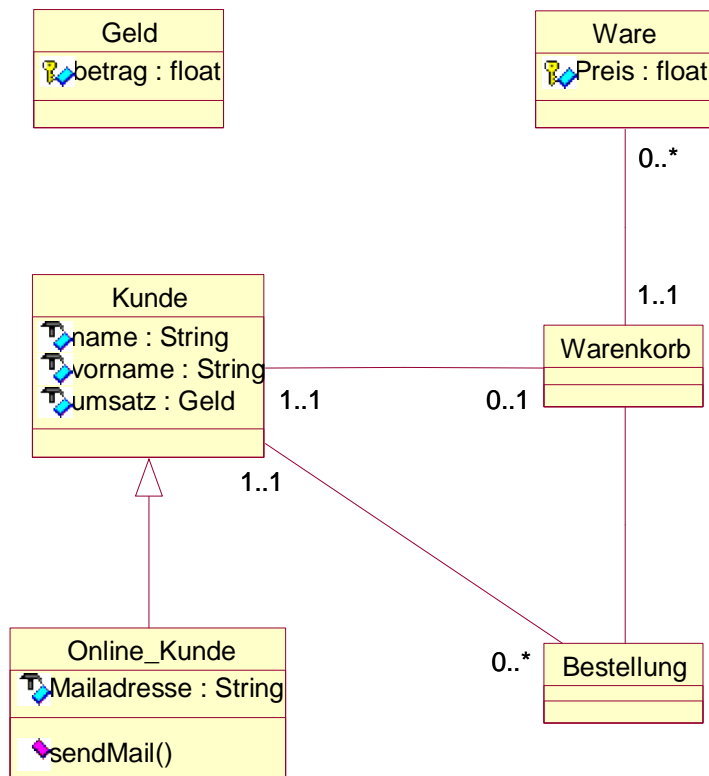 Geld
betrag : float
Ware
Preis : float
0..*
1..1
Kunde
name : String
vorname : String
umsatz : Geld
Warenkorb
1..1
0..1
1..1
0..*
Online_Kunde
Mailadresse : String
sendMail()
Bestellung